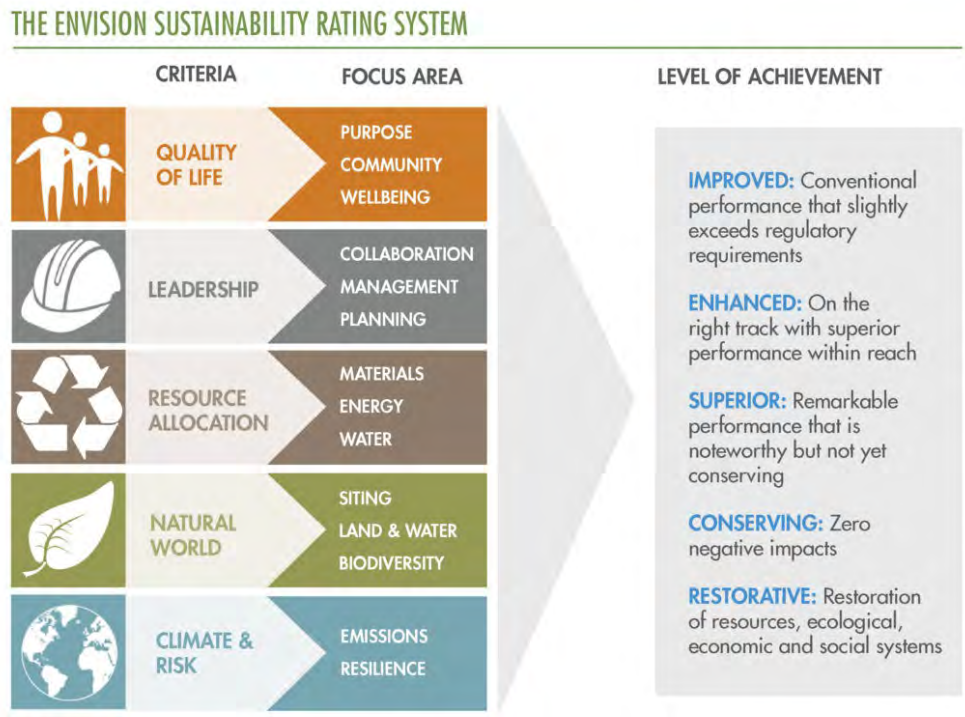 THE ENVISION SUSTAINABILITY RATING SYSTEM
CRITERIA
FOCUS AREA
LEVEL OF ACHIEVEMENT
QUALITY
OF LIFE
PURPOSE
COMMUNITY
WELLBEING
LEADERSHIP
COLLABORATION
MANAGEMENT
PLANNING
RESOURCE
ALLOCATION
MATERIALS
ENERGY
WATER
NATURAL
WORLD
SITING
LAND & WATER
BIODIVERSITY
CLIMATE &
RISK
EMISSIONS
RESILIENCE
IMPROVED: Conventional
performance that slightly
exceeds regulatory
requirements
ENHANCED: On the
right track with superior
performance within reach
SUPERIOR: Remarkable
performance that is
noteworthy but not yet
conserving
CONSERVING: Zero
negative impacts
RESTORATIVE: Restoration
of resources, ecological,
economic and social systems